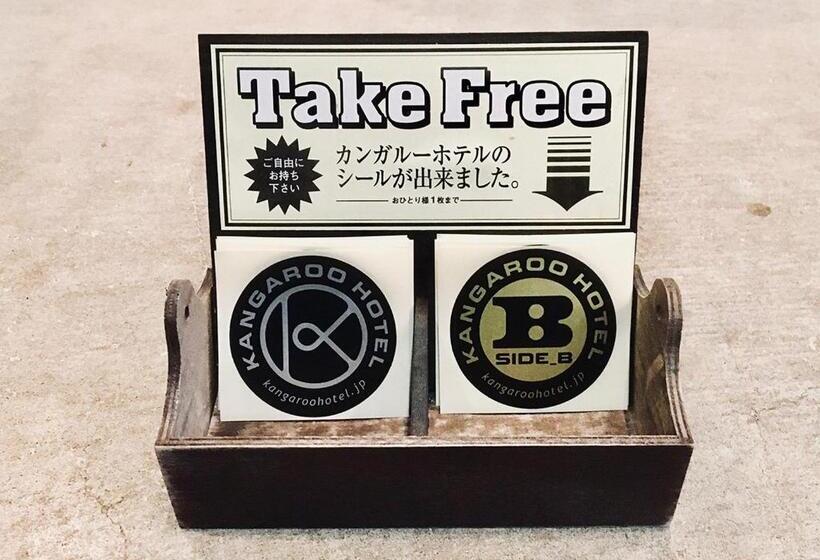 Take Free
ご自由に
お持ち
下さい
カンガルーホテルの
シールが出来ました。
おひとり様1枚まで
KANGAROO HOTEL
kangaroohotel.jp
KANGAROO HOTEL
B
SIDE_B
kangaroohotel.jp